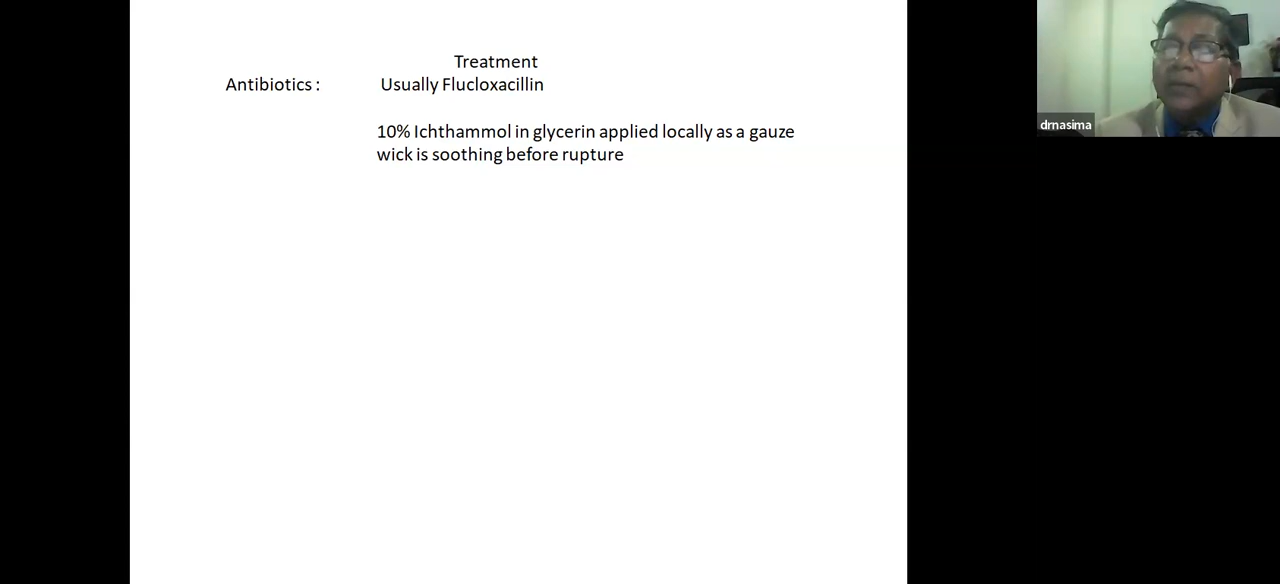 Treatment
Antibiotics : Usually Flucloxacillin
10% Ichthammol in glycerin applied locally as a gauze
wick is soothing before rupture
drnasima